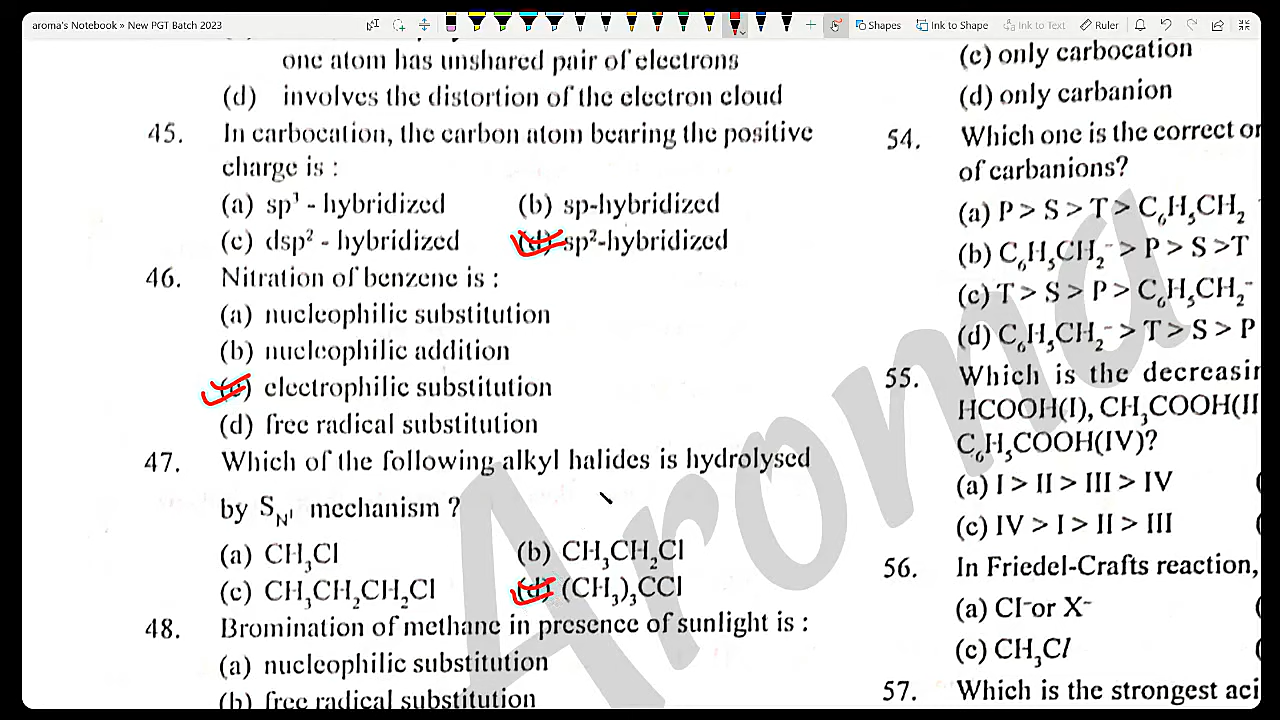 aroma's Notebook » New PGT Batch 2023
Shapes
Ink to Shape
Ink to Text
Ruler
one atom has unshared pair of electrons
(d) involves the distortion of the electron cloud
45. In carbocation, the carbon atom bearing the positive
charge is :
(a) sp³ - hybridized (b) sp-hybridized
(c) dsp² - hybridized (d) sp²-hybridized
46. Nitration of benzene is :
(a) nucleophilic substitution
(b) nucleophilic addition
(c) electrophilic substitution
(d) free radical substitution
47. Which of the following alkyl halides is hydrolysed
by S_N¹ mechanism ?
(a) CH₃Cl (b) CH₃CH₂Cl
(c) CH₃CH₂CH₂Cl (d) (CH₃)₃CCl
48. Bromination of methane in presence of sunlight is :
(a) nucleophilic substitution
(b) free radical substitution
(c) only carbocation
(d) only carbanion
54. Which one is the correct or
of carbanions?
(a) P > S > T > C₆H₅CH₂
(b) C₆H₅CH₂⁻ > P > S >T
(c) T > S > P > C₆H₅CH₂⁻
(d) C₆H₅CH₂⁻ > T > S > P
55. Which is the decreasin
HCOOH(I), CH₃COOH(II
C₆H₅COOH(IV)?
(a) I > II > III > IV
(c) IV > I > II > III
56. In Friedel-Crafts reaction,
(a) Cl⁻or X⁻
(c) CH₃Cl
57. Which is the strongest aci
Aroma